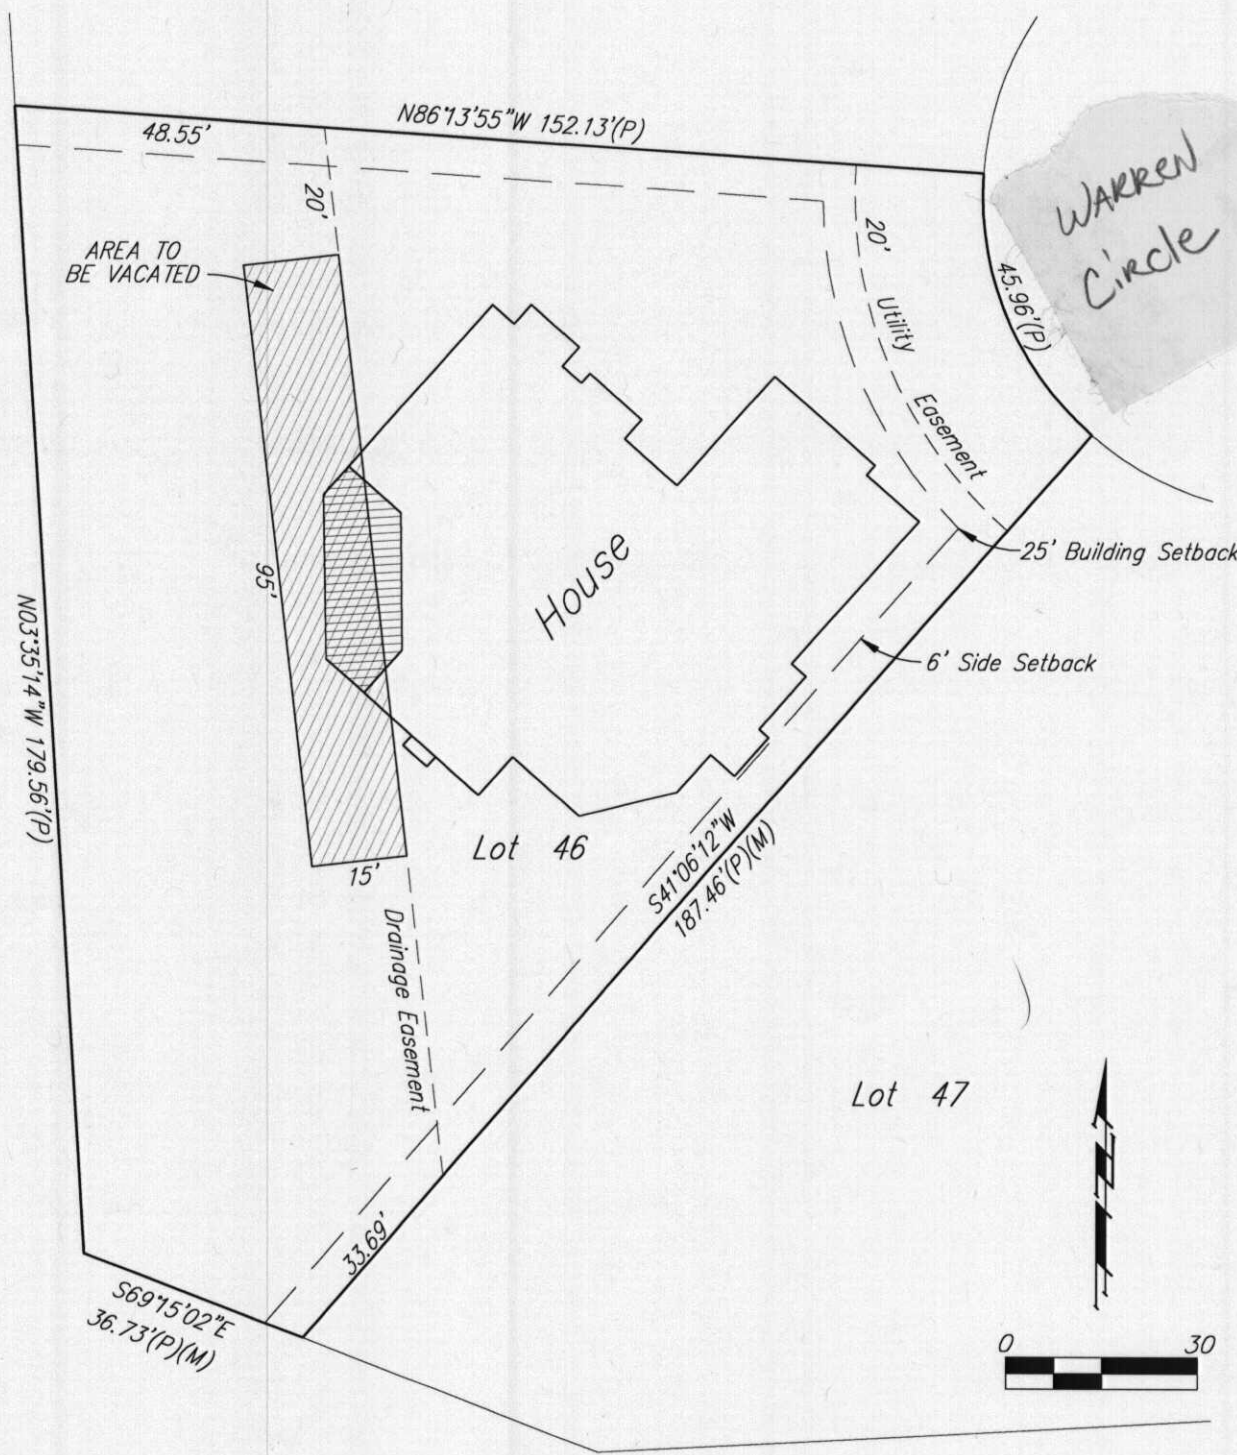 N86°13'55"W 152.13'(P)
48.55'
20'
AREA TO
BE VACATED
WARREN
Circle
45.96'(P)
20'
Utility
Easement
25' Building Setback
6' Side Setback
House
95'
N03°35'14"W 179.56'(P)
15'
Lot 46
S41°06'12"W
187.46'(P)(M)
Drainage Easement
Lot 47
33.69'
S69°15'02"E
36.73'(P)(M)
0 30